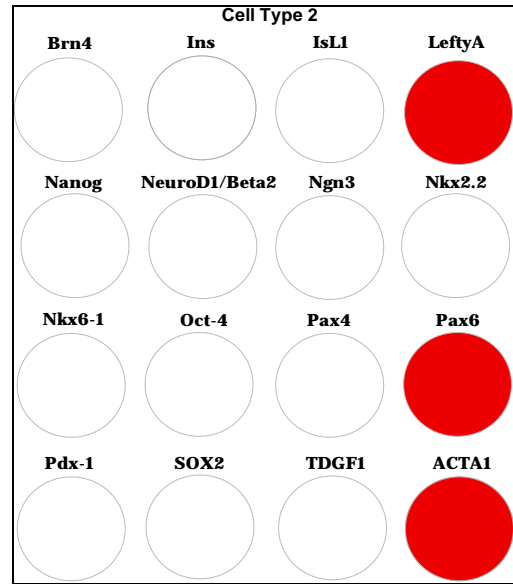 Cell Type 2
Brn4 Ins IsL1 LeftyA
Nanog NeuroD1/Beta2 Ngn3 Nkx2.2
Nkx6-1 Oct-4 Pax4 Pax6
Pdx-1 SOX2 TDGF1 ACTA1